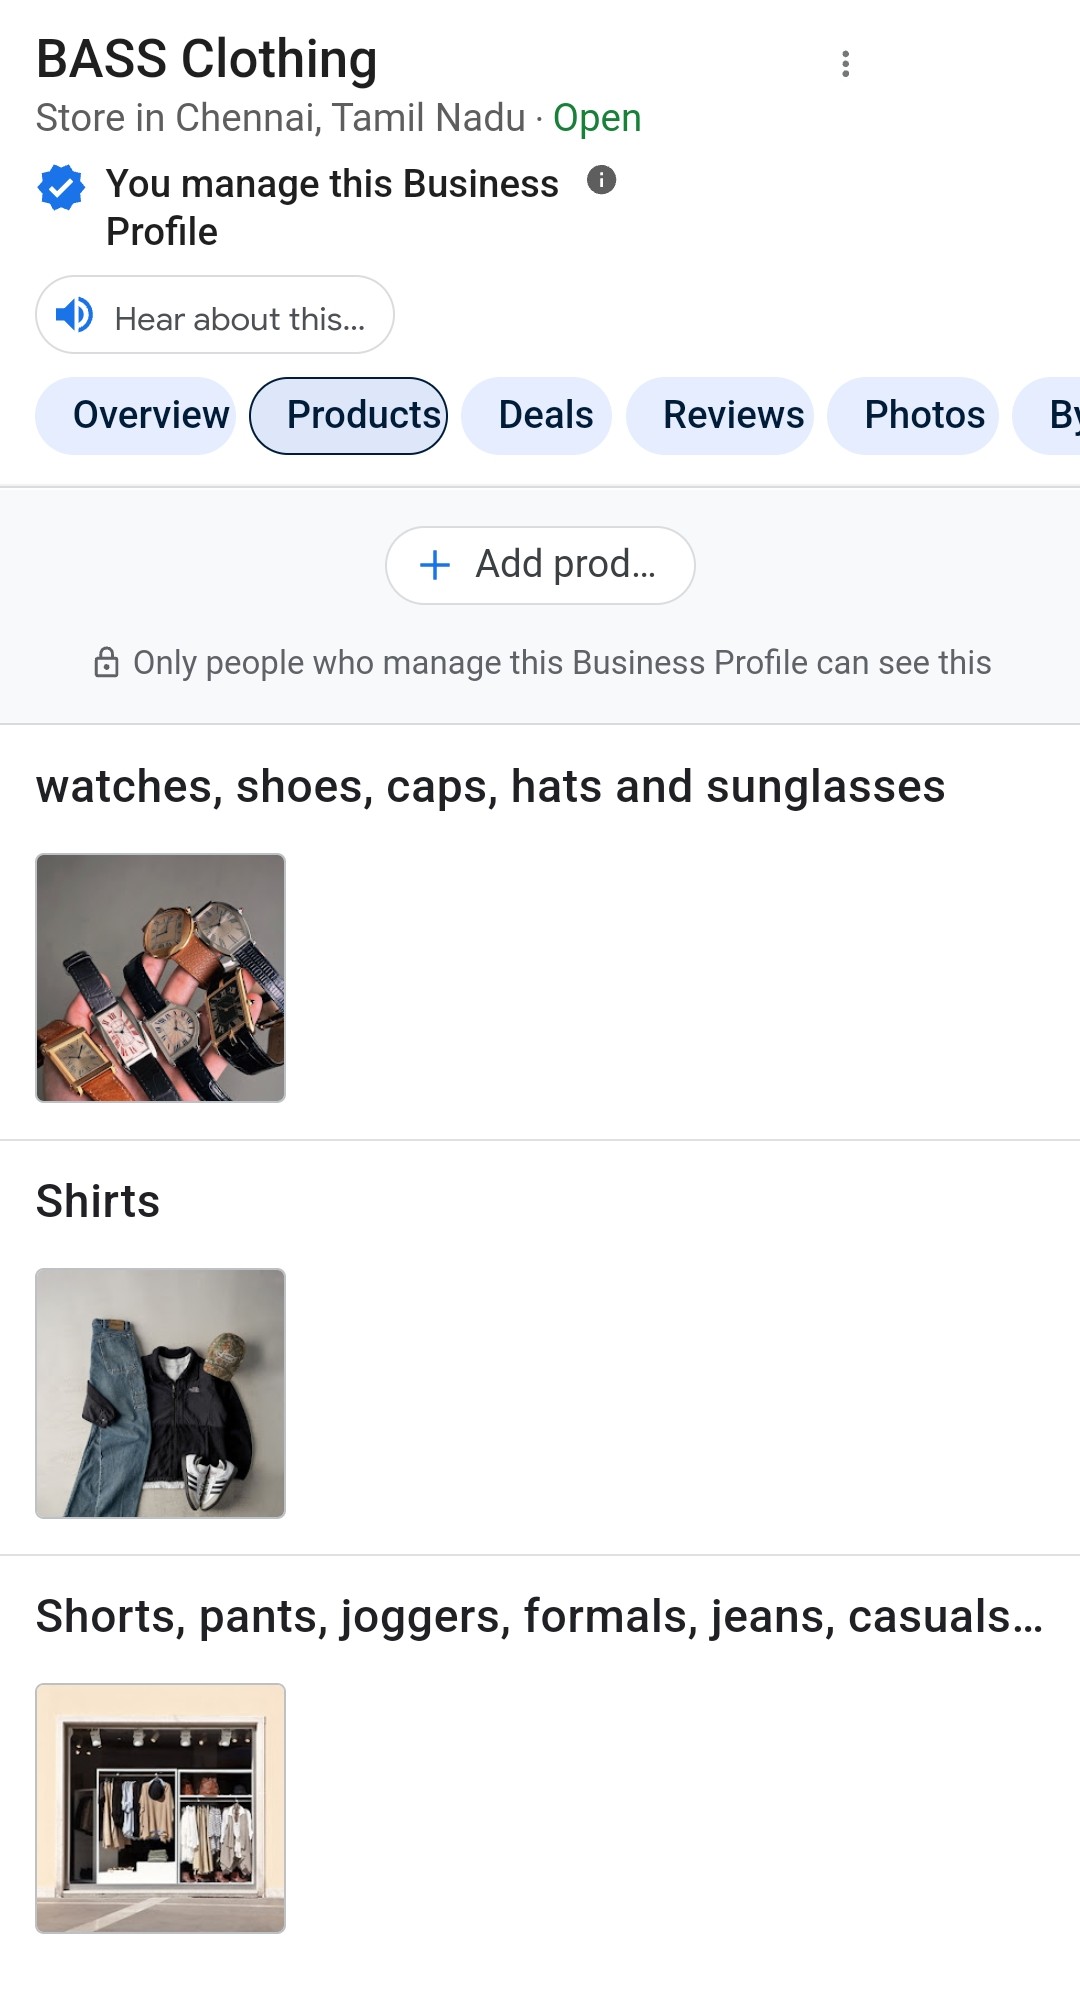 BASS Clothing
Store in Chennai, Tamil Nadu · Open
You manage this Business
Profile
Hear about this...
Overview
Products
Deals
Reviews
Photos
By
Add prod...
Only people who manage this Business Profile can see this
watches, shoes, caps, hats and sunglasses
Shirts
Shorts, pants, joggers, formals, jeans, casuals...